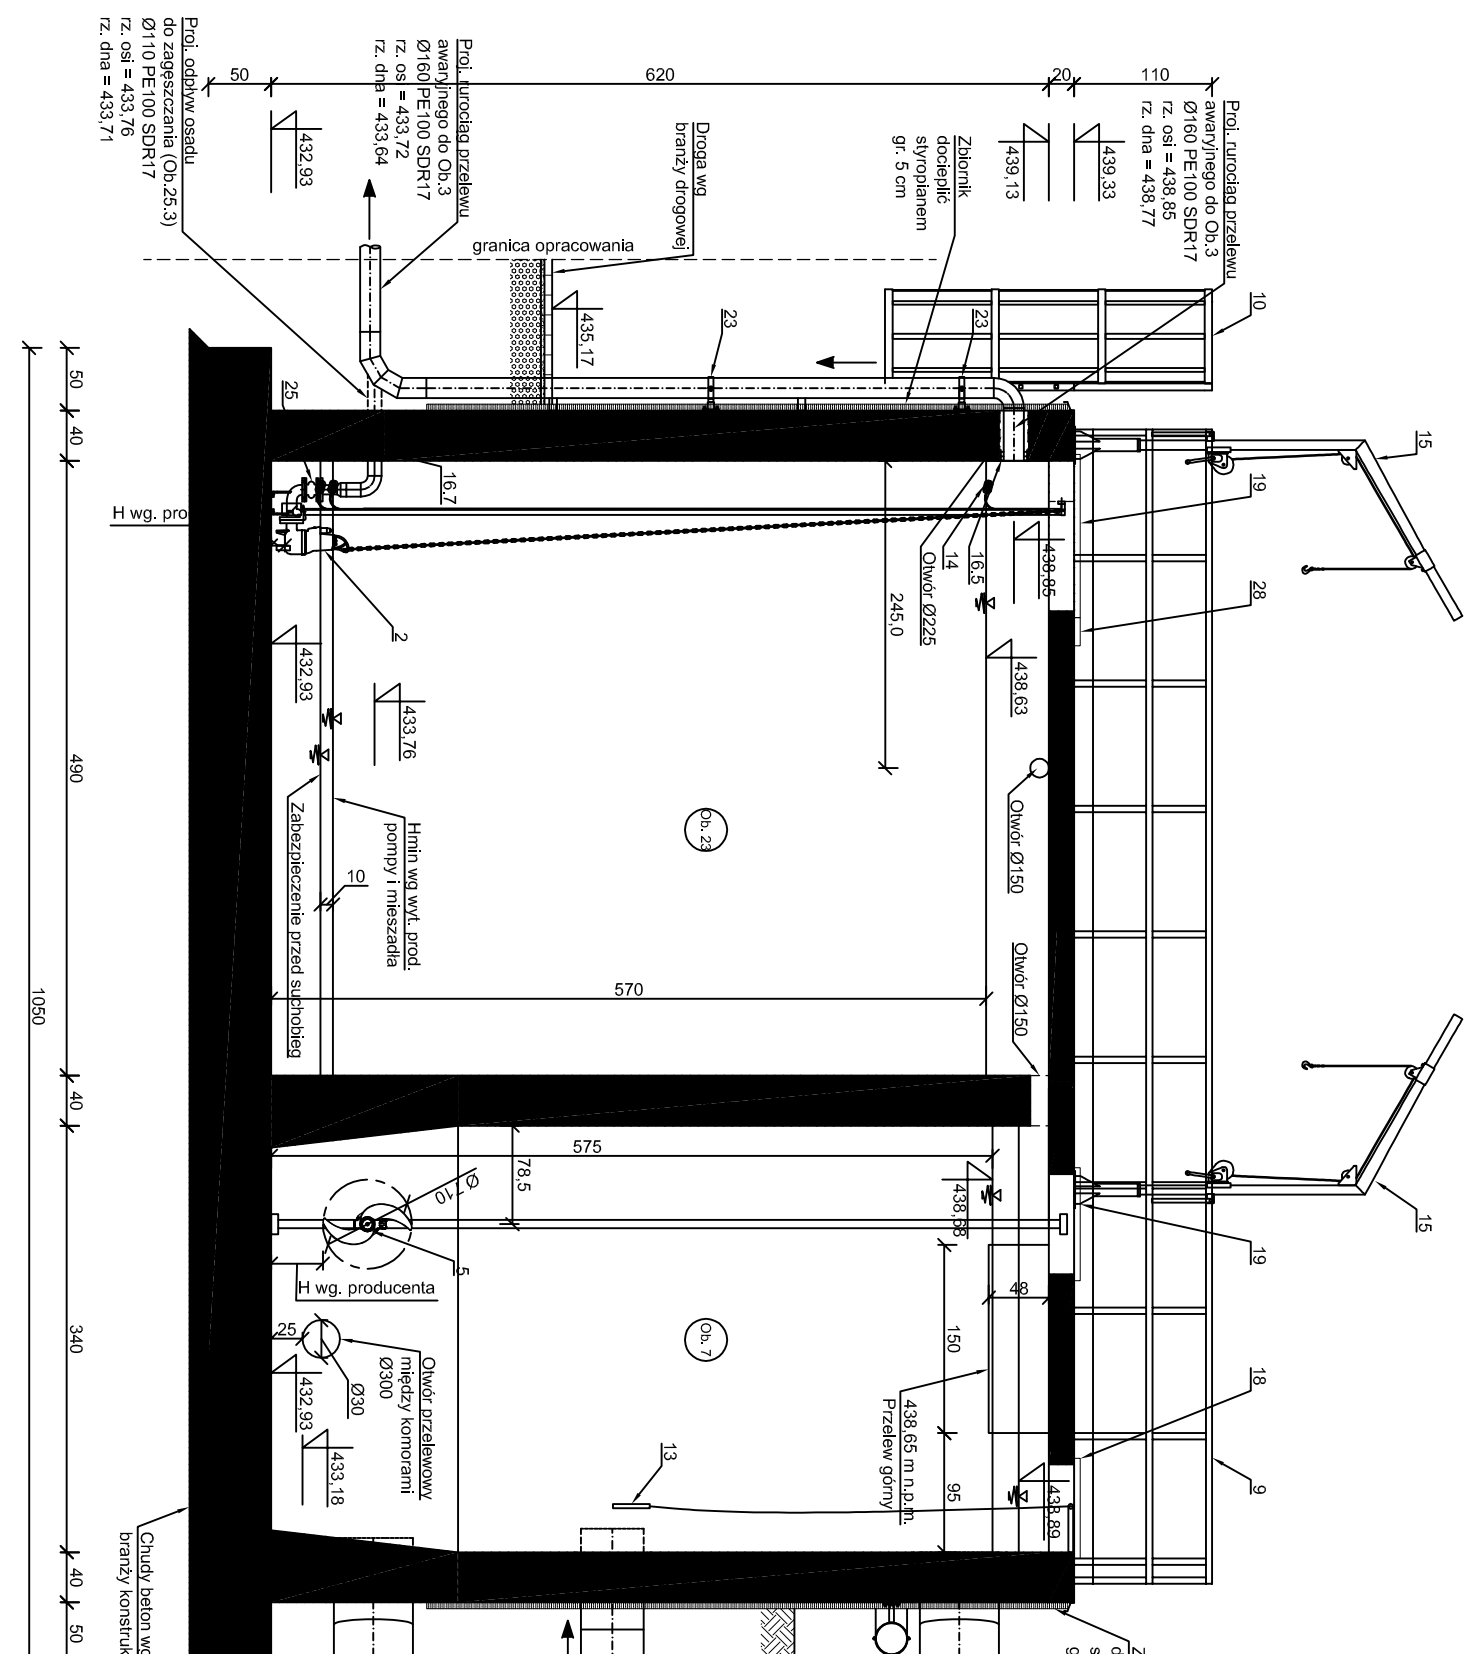 Proj. odpływ osadu
do zagęszczania (Ob.25.3)
Ø110 PE100 SDR17
rz. osi = 433,76
rz. dna = 433,71
Proj. rurociąg przelewu
awaryjnego do Ob.3
Ø160 PE100 SDR17
rz. osi = 433,72
rz. dna = 433,64
Droga wg
branży drogowej
Zbiornik
docieplić
styropianem
gr. 5 cm
Proj. rurociąg przelewu
awaryjnego do Ob.3
Ø160 PE100 SDR17
rz. osi = 438,85
rz. dna = 438,77
50
620
20
110
432,93
439,13
439,33
granica opracowania
435,17
23
23
10
25
16.7
H wg. pro
2
432,93
433,76
Otwór Ø225
14
16.5
438,85
245,0
438,63
15
19
28
Ob. 23
Otwór Ø150
Hmin wg wyt. prod.
pompy i mieszadła
Zabezpieczenie przed suchobieg
10
570
Otwór Ø150
575
78,5
Ø 710
5
H wg. producenta
438,68
48
150
95
15
19
18
9
25
Ø30
Otwór przelewowy
między komorami
Ø300
432,93
433,18
Ob. 7
438,65 m n.p.m.
Przelew górny
13
438,89
Chudy beton wg
branży konstruk
50
40
490
40
340
40
50
1050
Z
d
s
g